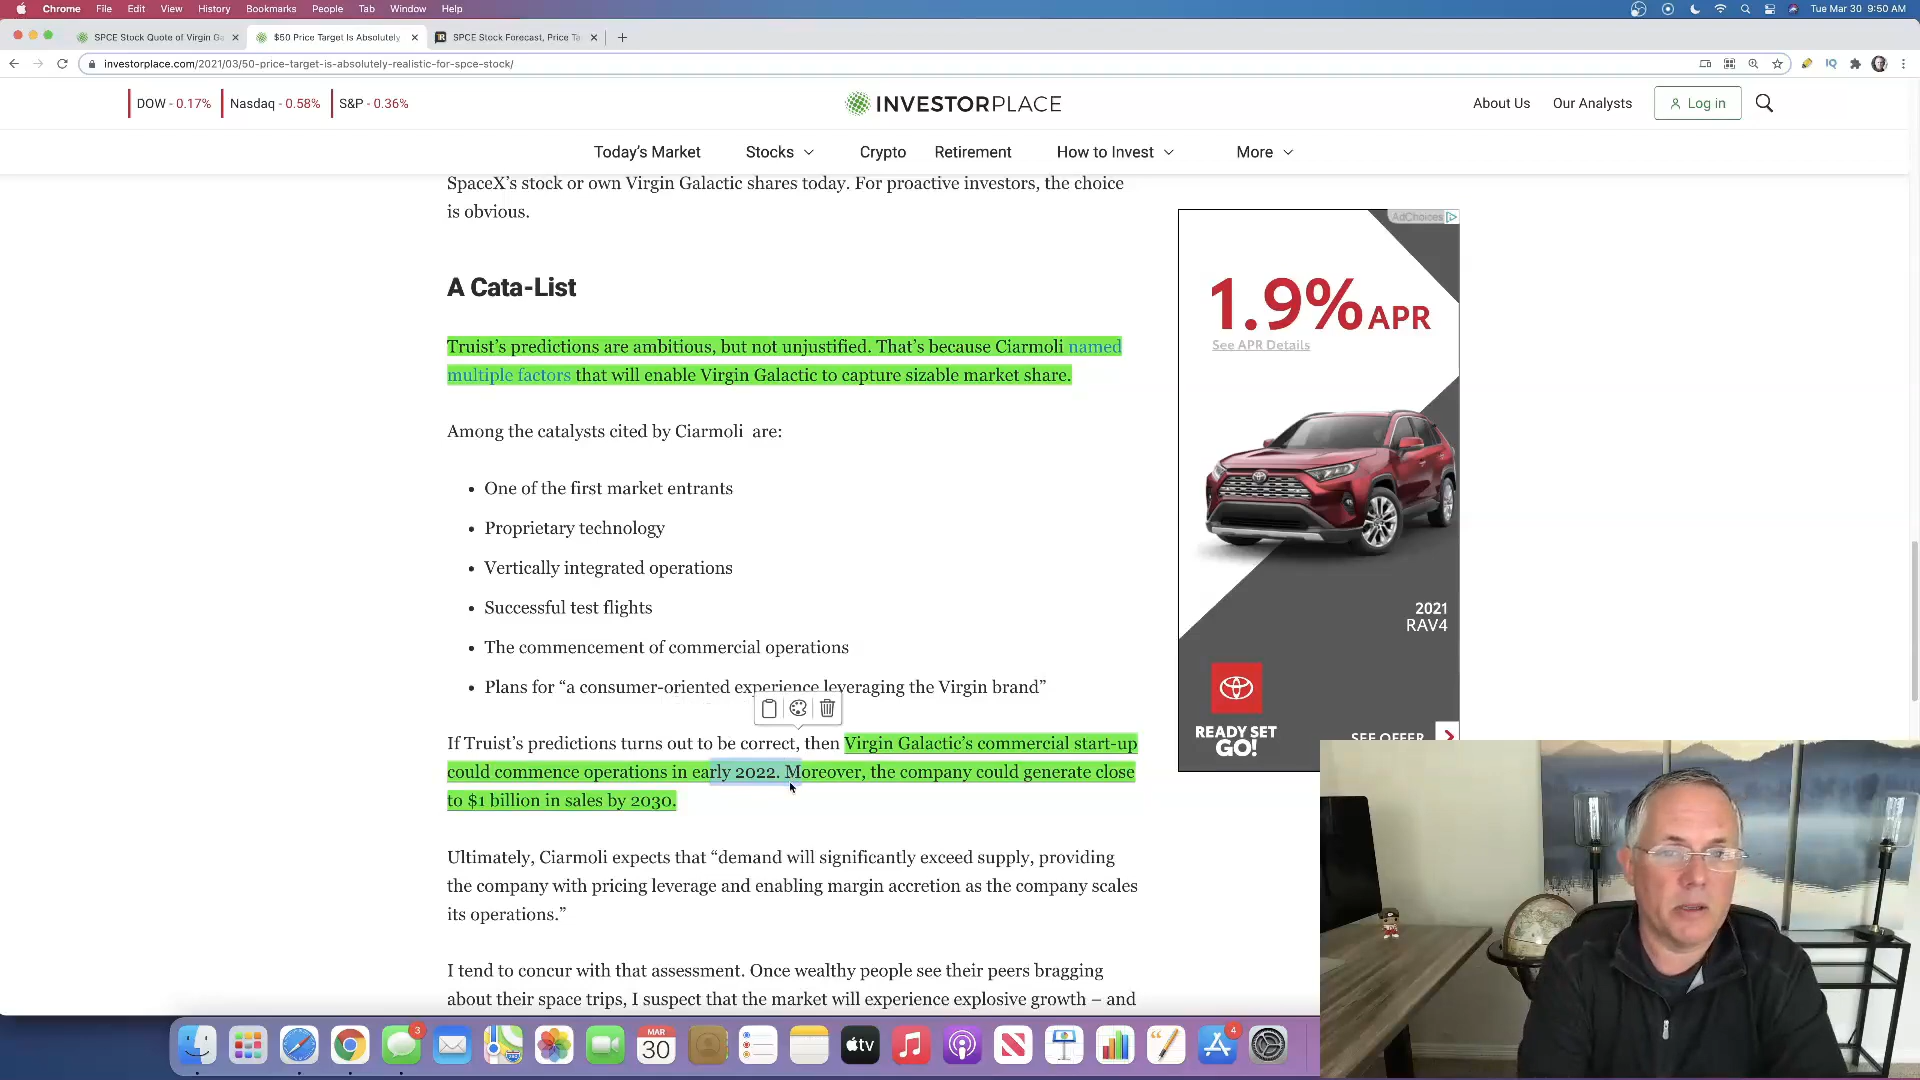 Chrome File Edit View History Bookmarks People Tab Window Help Tue Mar 30 9:50 AM
SPCE Stock Quote of Virgin Ga $50 Price Target Is Absolutely SPCE Stock Forecast, Price Ta
investorplace.com/2021/03/50-price-target-is-absolutely-realistic-for-spce-stock/
DOW - 0.17% Nasdaq - 0.58% S&P - 0.36% INVESTORPLACE About Us Our Analysts Log in
Today's Market Stocks Crypto Retirement How to Invest More
SpaceX's stock or own Virgin Galactic shares today. For proactive investors, the choice
is obvious.
A Cata-List
Truist's predictions are ambitious, but not unjustified. That's because Ciarmoli named
multiple factors that will enable Virgin Galactic to capture sizable market share.
Among the catalysts cited by Ciarmoli are:
• One of the first market entrants
• Proprietary technology
• Vertically integrated operations
• Successful test flights
• The commencement of commercial operations
• Plans for “a consumer-oriented experience leveraging the Virgin brand”
If Truist's predictions turns out to be correct, then Virgin Galactic's commercial start-up
could commence operations in early 2022. Moreover, the company could generate close
to $1 billion in sales by 2030.
Ultimately, Ciarmoli expects that “demand will significantly exceed supply, providing
the company with pricing leverage and enabling margin accretion as the company scales
its operations.”
I tend to concur with that assessment. Once wealthy people see their peers bragging
about their space trips, I suspect that the market will experience explosive growth – and
AdChoices
1.9% APR
See APR Details
2021
RAV4
READY SET
GO!
SEE OFFER
3
MAR
30
tv
4